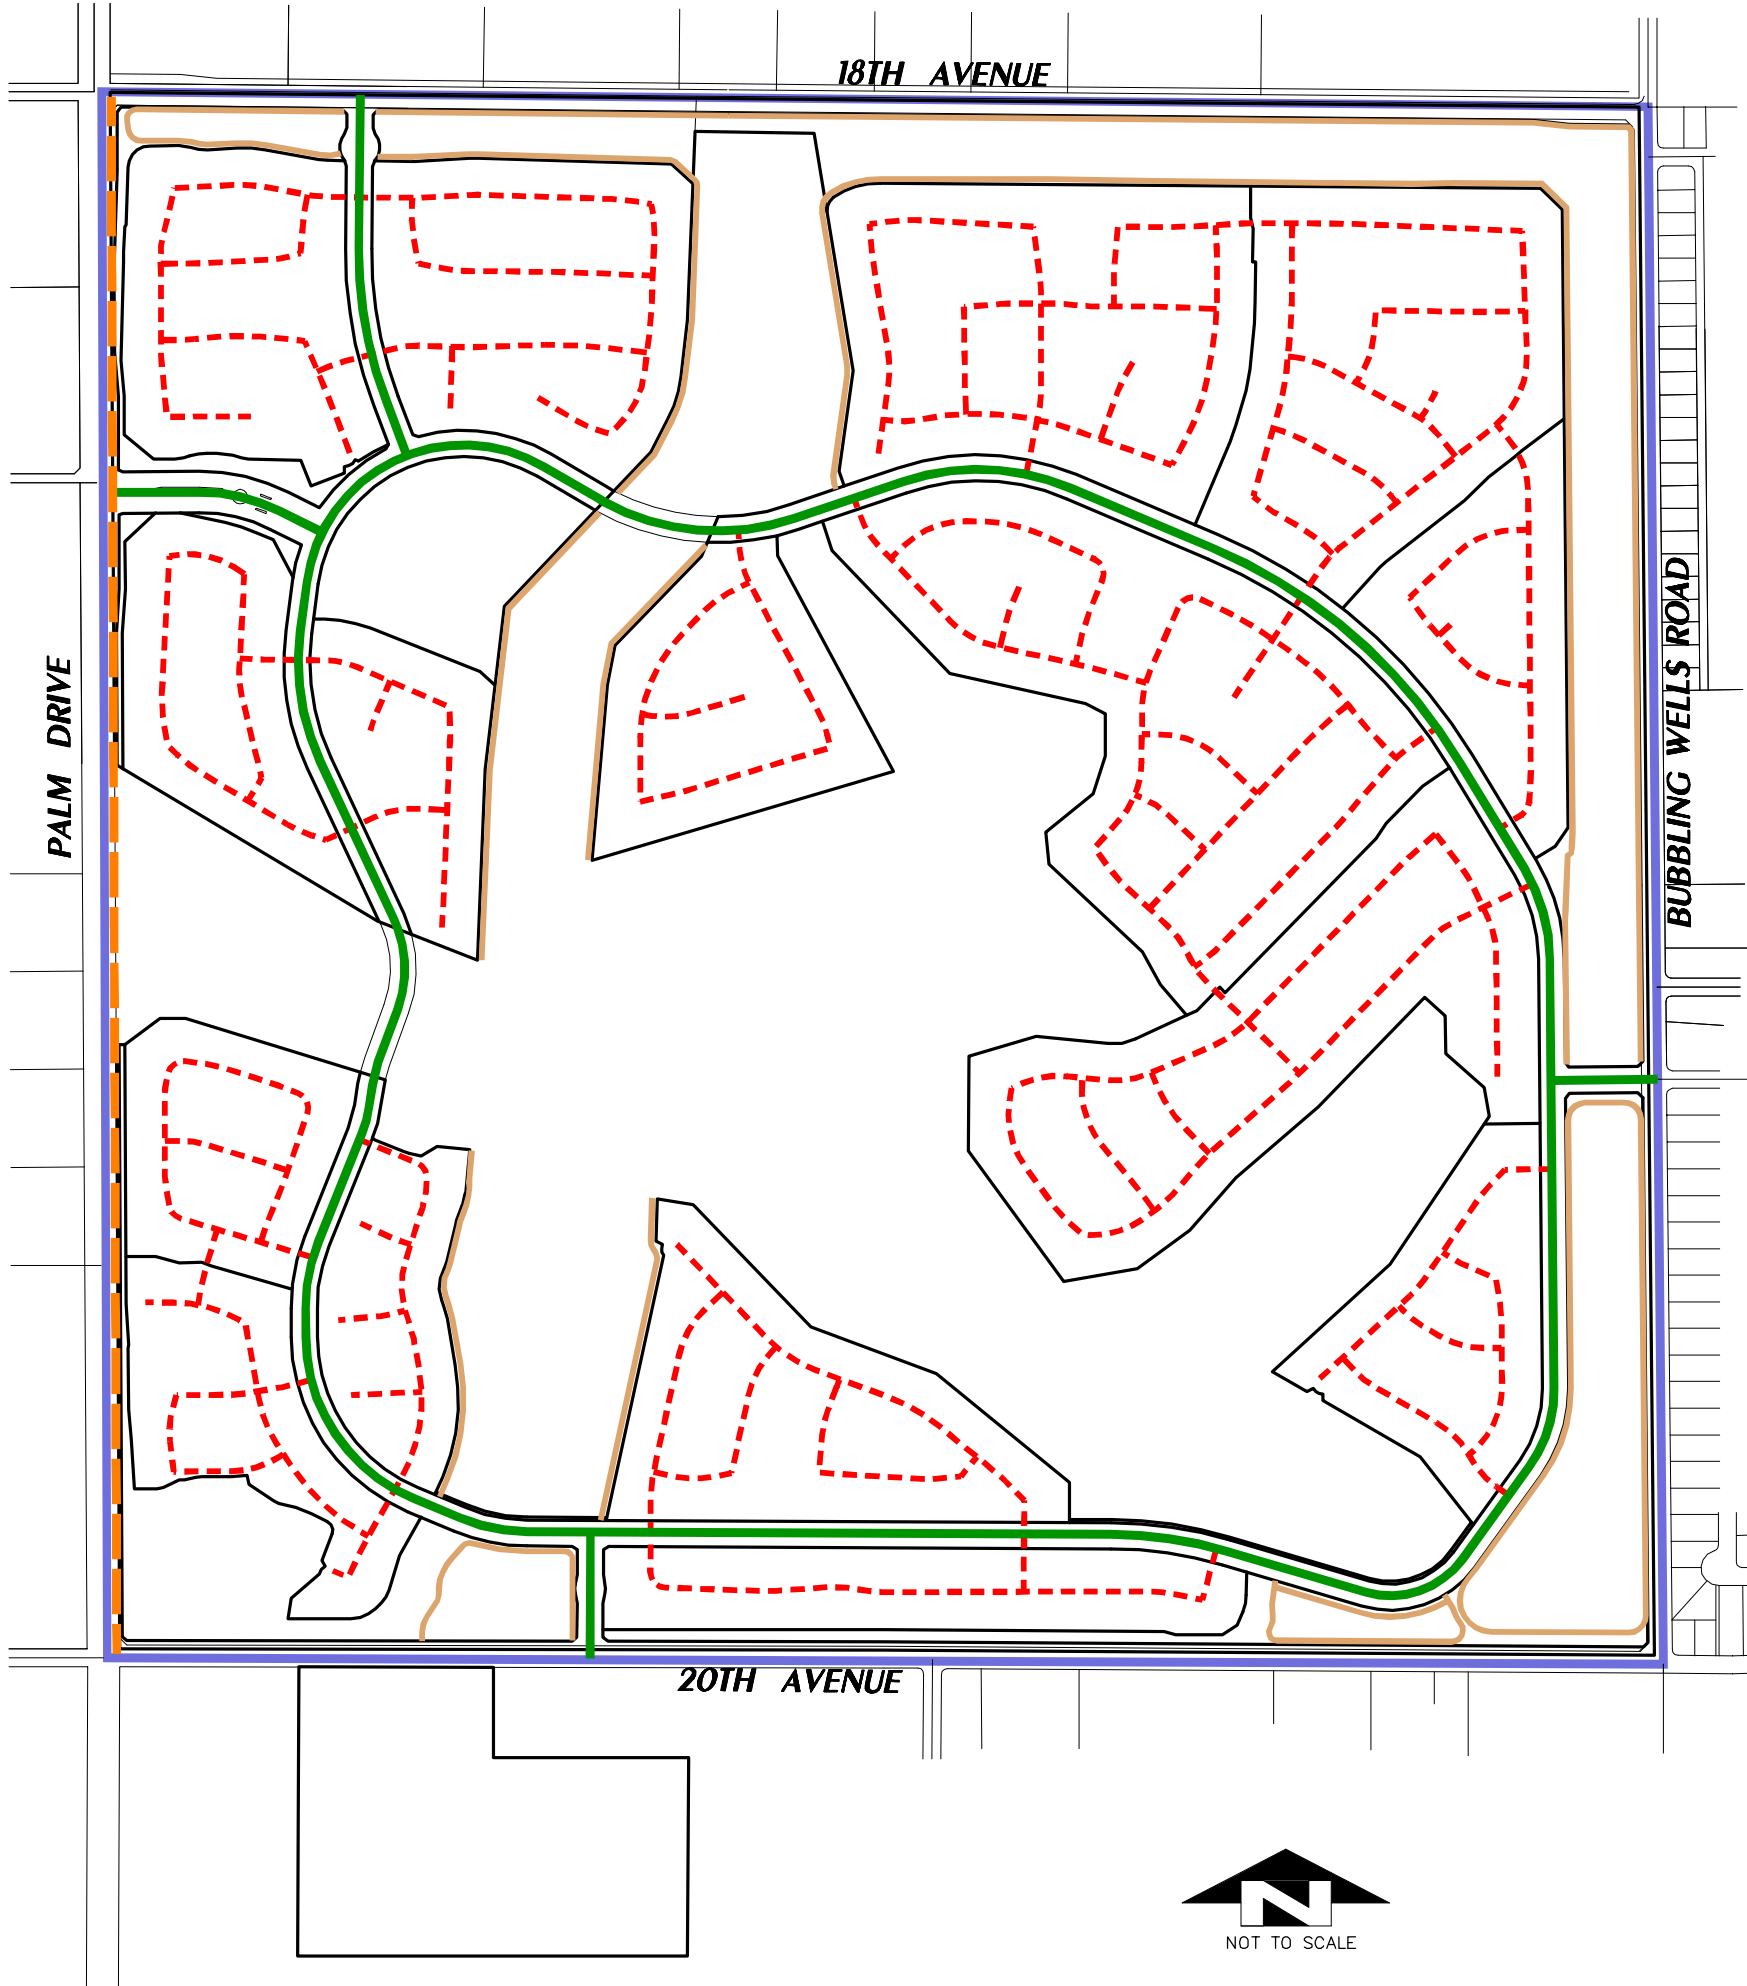 18TH AVENUE
PALM DRIVE
BUBBLING WELLS ROAD
20TH AVENUE
N
NOT TO SCALE